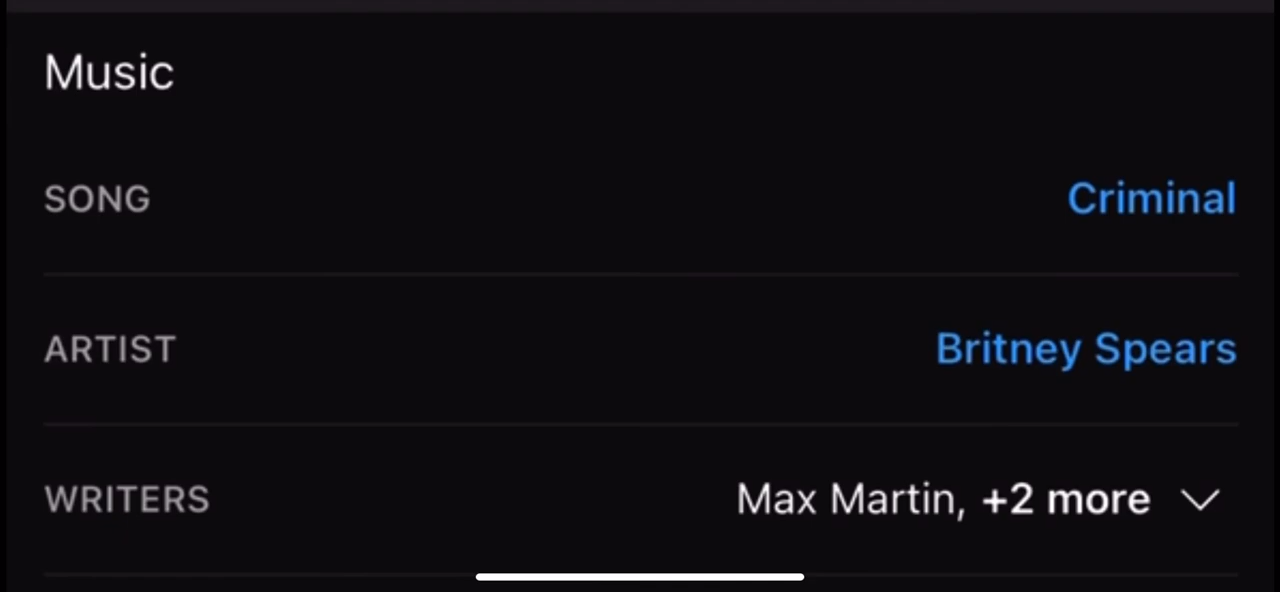 Music
SONG Criminal
ARTIST Britney Spears
WRITERS Max Martin, +2 more